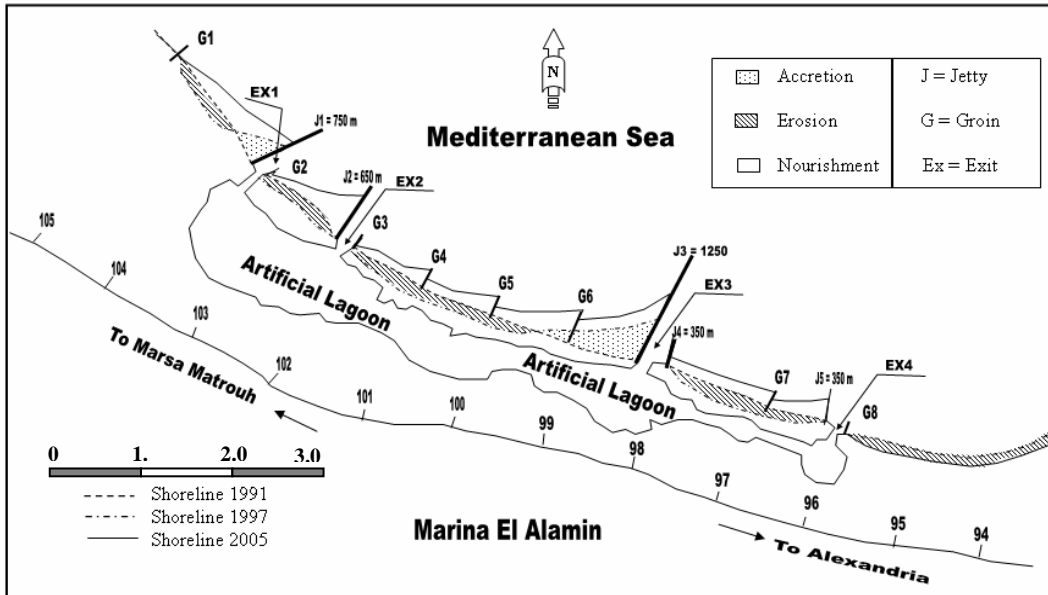 G1
EX1
J1 = 750 m
N
Mediterranean Sea
Accretion
J = Jetty
Erosion
G = Groin
Nourishment
Ex = Exit
G2
J2 = 650 m
EX2
G3
G4
G5
G6
J3 = 1250
EX3
J4 = 350 m
G7
J5 = 350 m
EX4
G8
Artificial Lagoon
Artificial Lagoon
105
104
103
102
101
100
99
98
97
96
95
94
To Marsa Matrouh
To Alexandria
0 1. 2.0 3.0
Shoreline 1991
Shoreline 1997
Shoreline 2005
Marina El Alamin